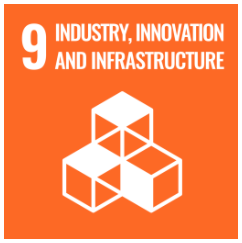 9 INDUSTRY, INNOVATION
AND INFRASTRUCTURE